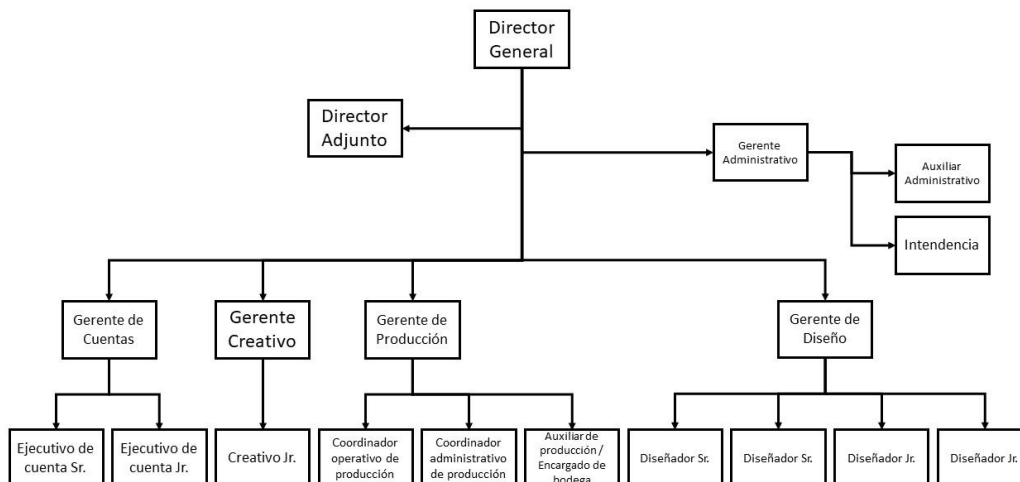 Director
General
Director
Adjunto
Gerente
Administrativo
Auxiliar
Administrativo
Intendencia
Gerente de
Cuentas
Gerente
Creativo
Gerente de
Producción
Gerente de
Diseño
Ejecutivo de
cuenta Sr.
Ejecutivo de
cuenta Jr.
Creativo Jr.
Coordinador
operativo de
producción
Coordinador
administrativo
de producción
Auxiliar de
producción /
Encargado de
bodega
Diseñador Sr.
Diseñador Sr.
Diseñador Jr.
Diseñador Jr.